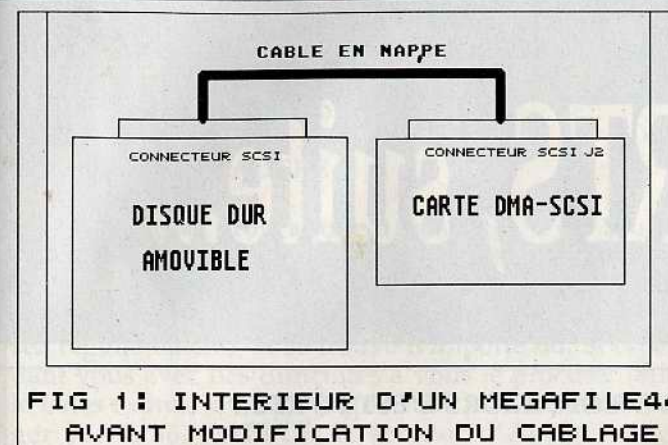 CABLE EN NAPPE
CONNECTEUR SCSI
DISQUE DUR
AMOVIBLE
CONNECTEUR SCSI J2
CARTE DMA-SCSI
FIG 1: INTERIEUR D'UN MEGAFILE44
AVANT MODIFICATION DU CABLAGE